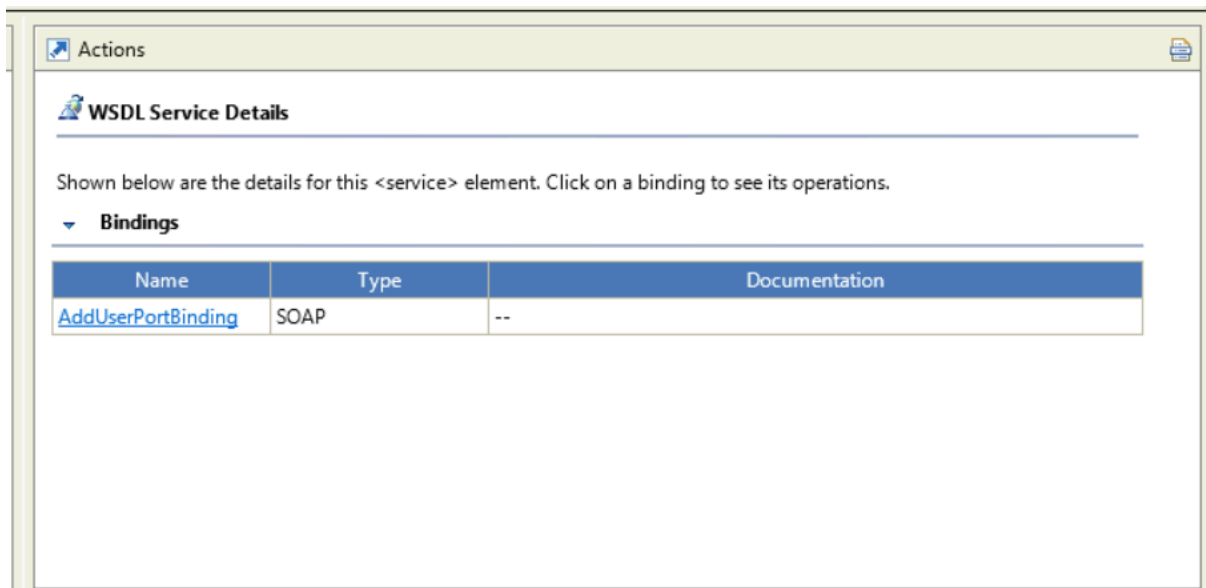 Actions
WSDL Service Details
Shown below are the details for this <service> element. Click on a binding to see its operations.
Bindings
Name Type Documentation
AddUserPortBinding SOAP --